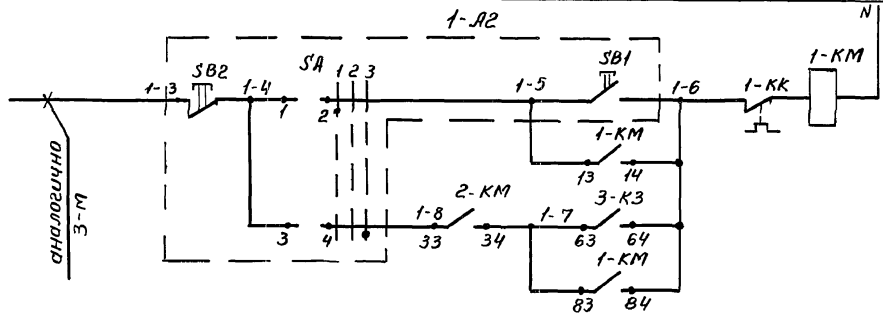 1-А2
N
1-3
SB2
1-4
SA
1 2 3
1-5
SB1
1-6
1-КК
1-КМ
1
2
1-КМ
13
14
аналогично
3-м
2-КМ
3-К3
3
4
1-8
33
34
1-7
63
64
1-КМ
83
84